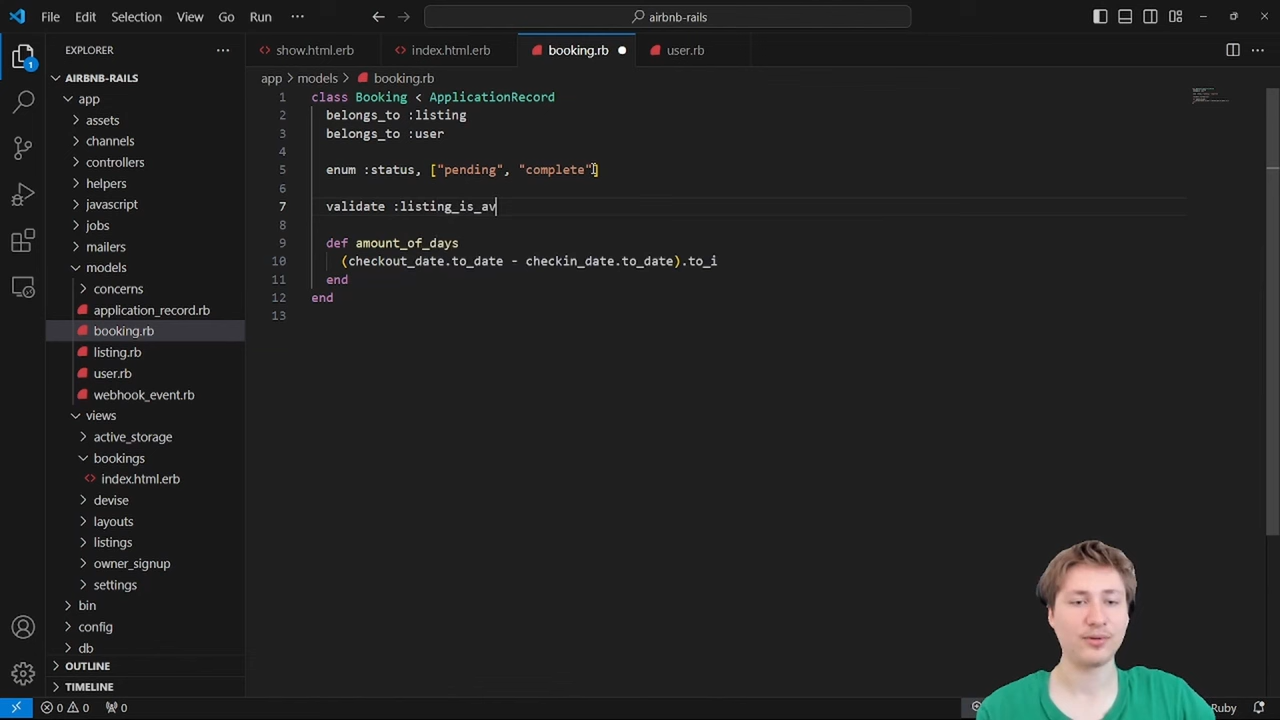 File Edit Selection View Go Run ··· airbnb-rails
EXPLORER ···
show.html.erb index.html.erb booking.rb user.rb
AIRBNB-RAILS
app > models > booking.rb
app
assets
channels
controllers
helpers
javascript
jobs
mailers
models
concerns
application_record.rb
booking.rb
listing.rb
user.rb
webhook_event.rb
views
active_storage
bookings
index.html.erb
devise
layouts
listings
owner_signup
settings
bin
config
db
OUTLINE
TIMELINE
1 class Booking < ApplicationRecord
2 belongs_to :listing
3 belongs_to :user
4
5 enum :status, ["pending", "complete"]
6
7 validate :listing_is_av
8
9 def amount_of_days
10 (checkout_date.to_date - checkin_date.to_date).to_i
11 end
12 end
13
1
0 0 0 Ruby